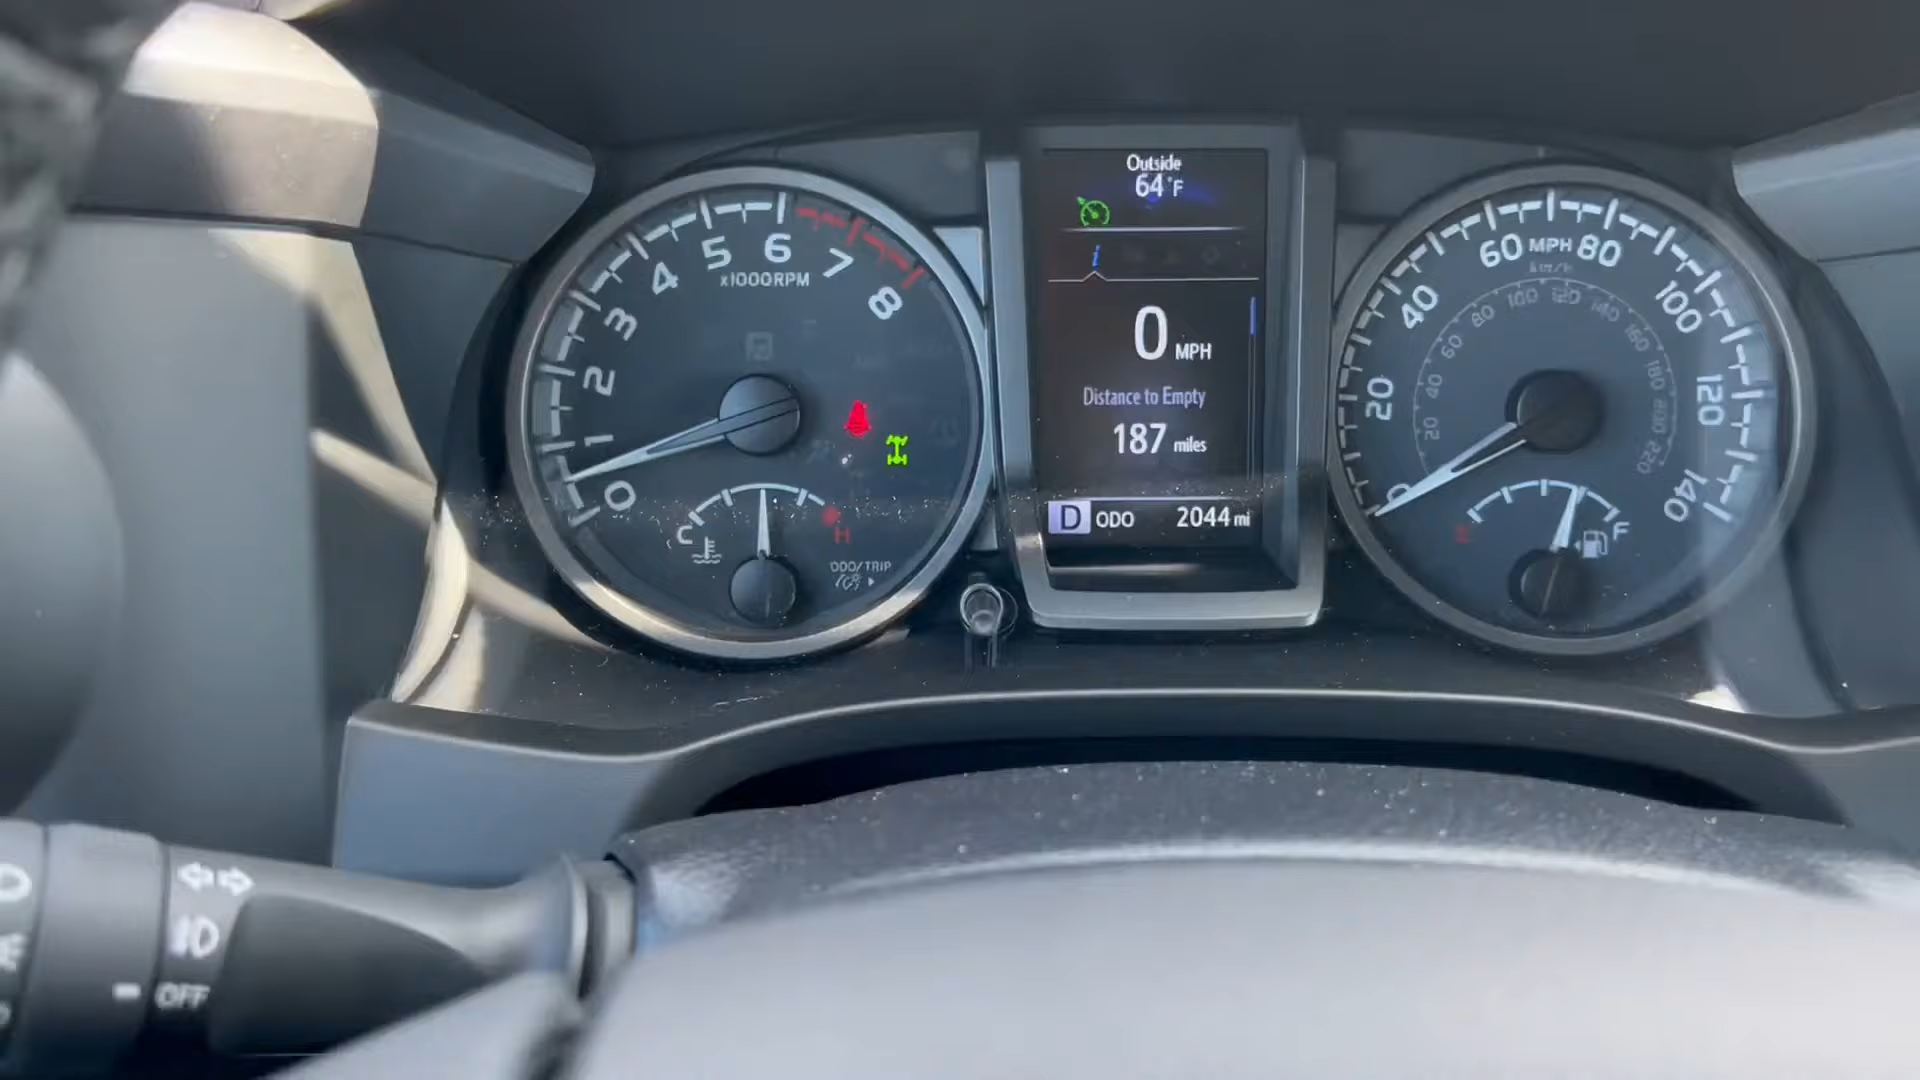 Outside
64°F
i
0 MPH
Distance to Empty
187 miles
D ODO 2044 mi
0
1
2
3
4
5
6
7
8
x1000RPM
C
H
ODO/TRIP
0
20
40
60
MPH
80
100
120
140
km/h
20
40
60
80
100
120
140
160
180
200
220
E
F
OFF